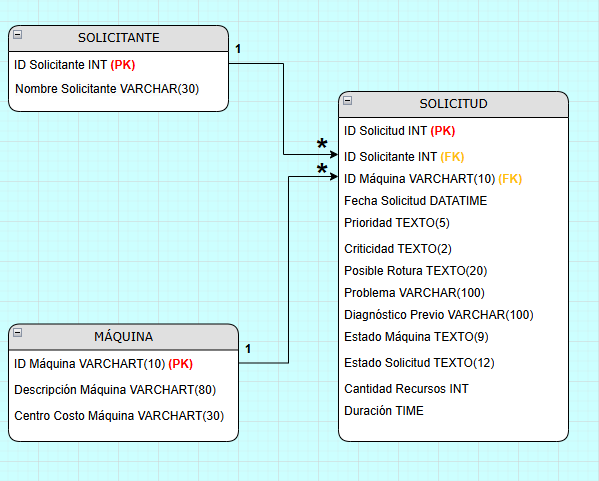 SOLICITANTE
1
ID Solicitante INT (PK)
Nombre Solicitante VARCHAR(30)
SOLICITUD
ID Solicitud INT (PK)
*
ID Solicitante INT (FK)
*
ID Máquina VARCHART(10) (FK)
Fecha Solicitud DATATIME
Prioridad TEXTO(5)
Criticidad TEXTO(2)
Posible Rotura TEXTO(20)
Problema VARCHAR(100)
Diagnóstico Previo VARCHAR(100)
Estado Máquina TEXTO(9)
Estado Solicitud TEXTO(12)
Cantidad Recursos INT
Duración TIME
MÁQUINA
1
ID Máquina VARCHART(10) (PK)
Descripción Máquina VARCHART(80)
Centro Costo Máquina VARCHART(30)